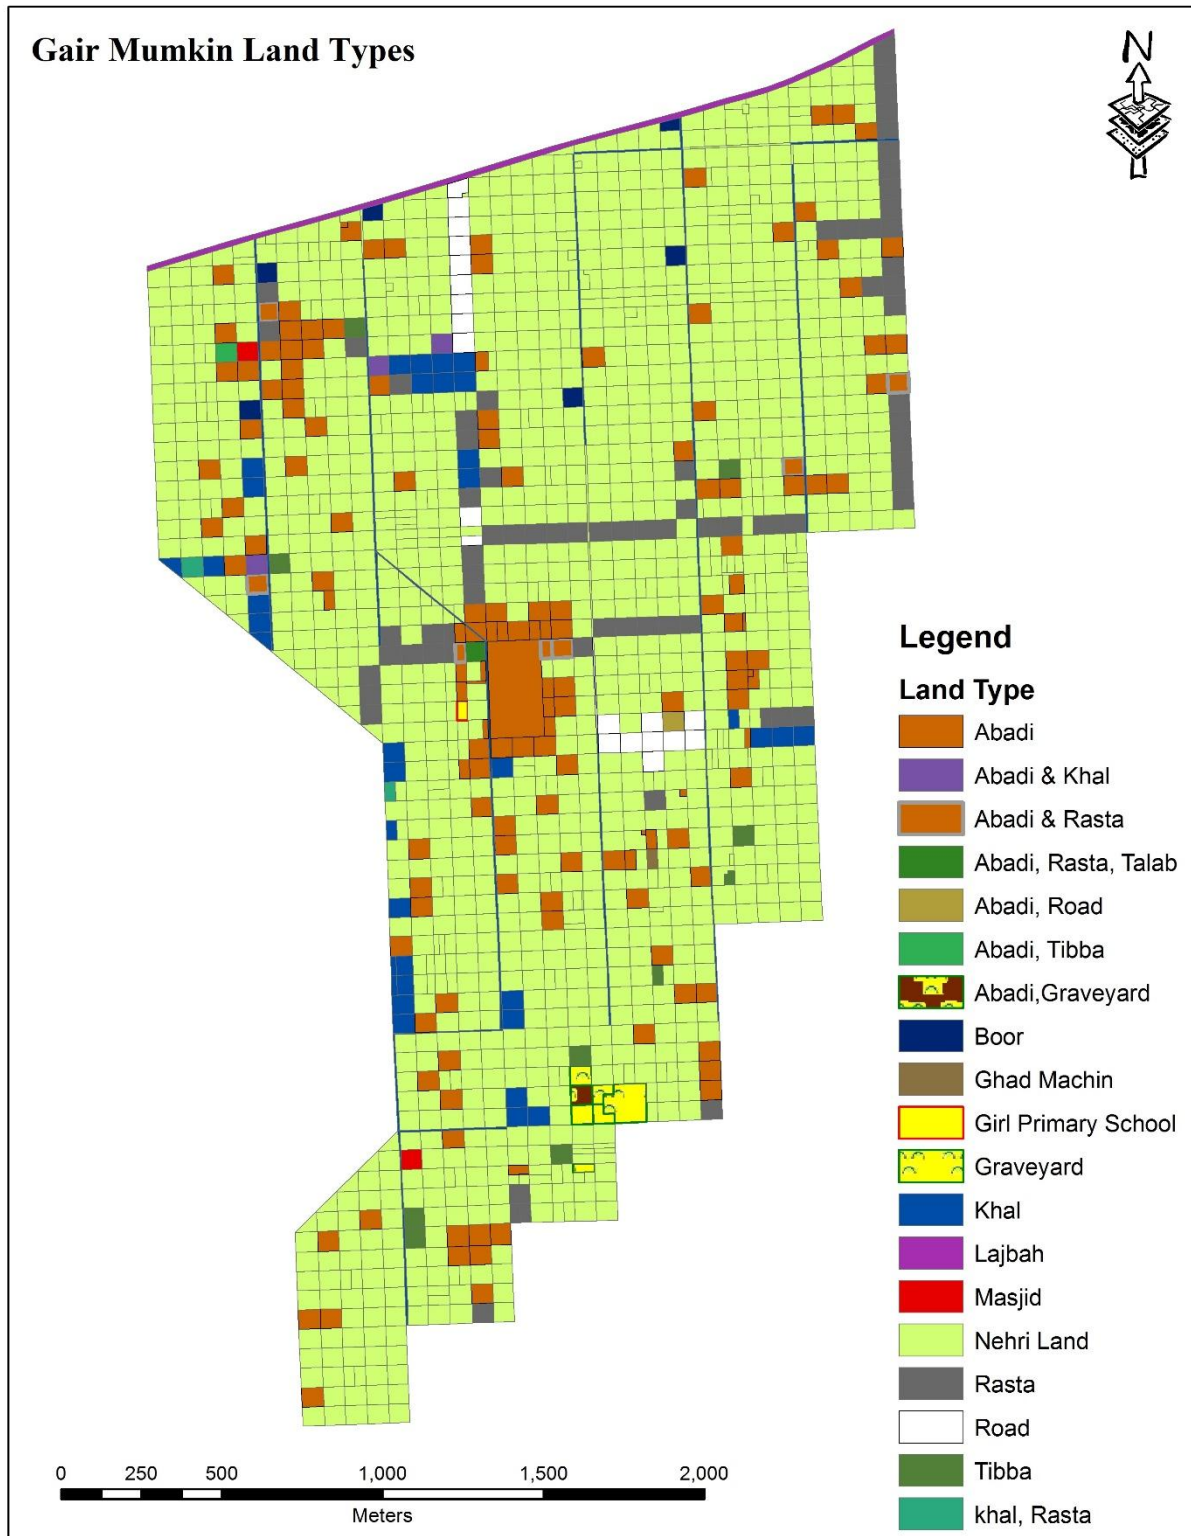 Gair Mumkin Land Types
N
Legend
Land Type
Abadi
Abadi & Khal
Abadi & Rasta
Abadi, Rasta, Talab
Abadi, Road
Abadi, Tibba
Abadi,Graveyard
Boor
Ghad Machin
Girl Primary School
Graveyard
Khal
Lajbah
Masjid
Nehri Land
Rasta
Road
Tibba
khal, Rasta
0 250 500 1,000 1,500 2,000
Meters